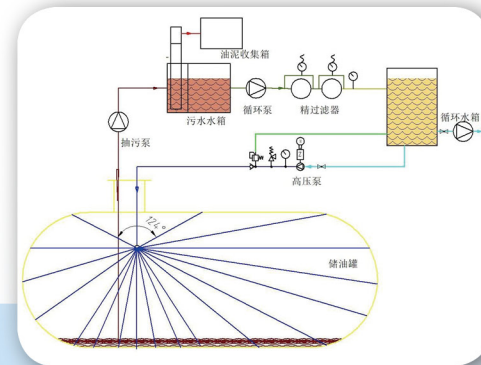 油泥收集箱
污水水箱
循环泵
精过滤器
循环水箱
抽污泵
高压泵
124°
储油罐